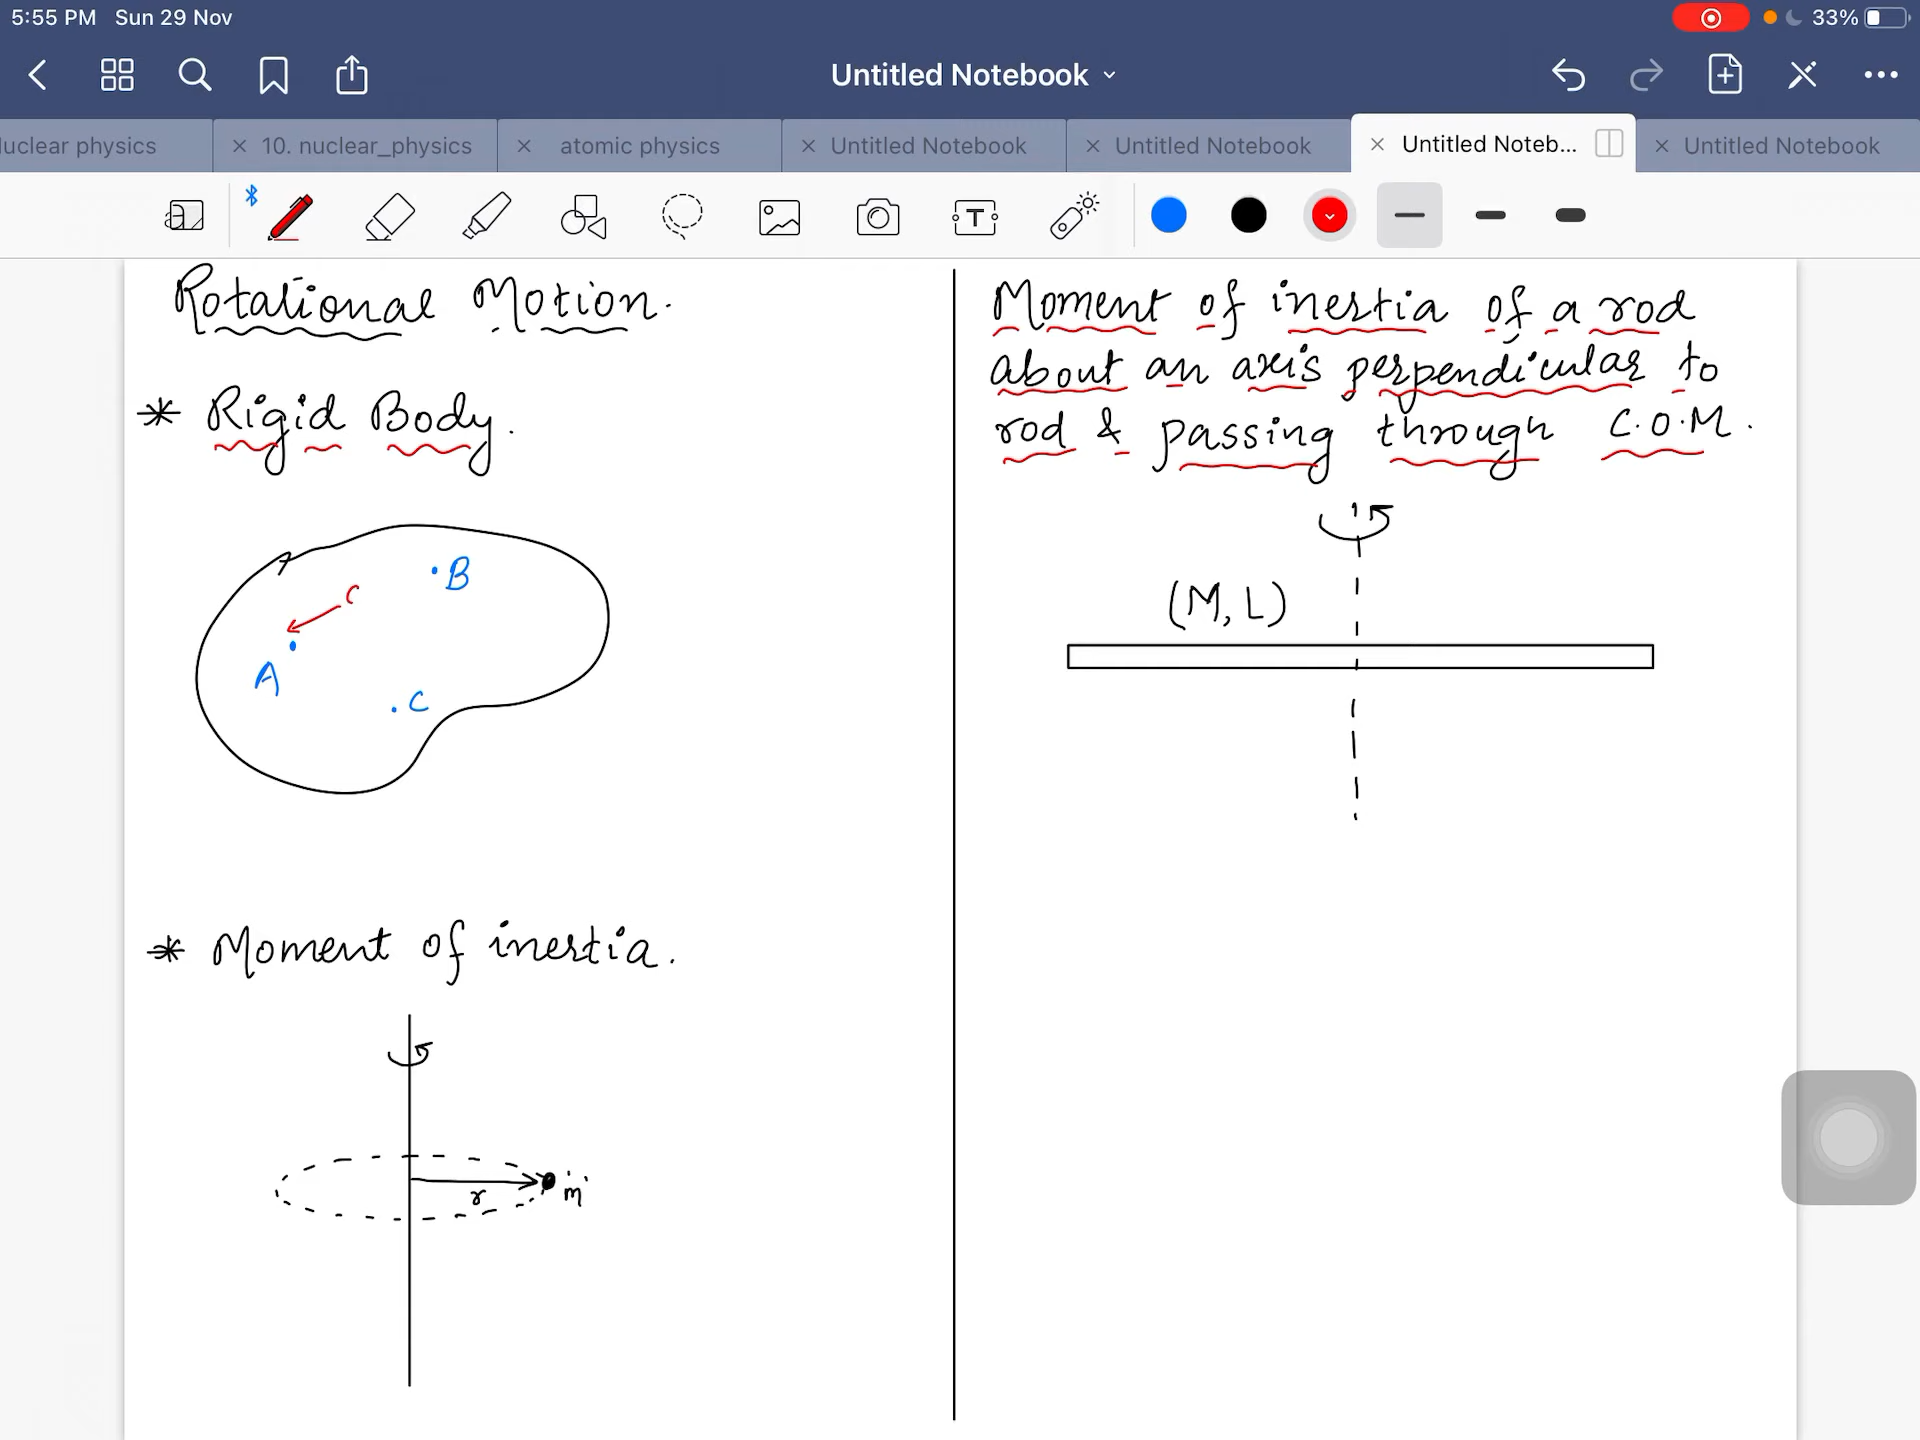 5:55 PM Sun 29 Nov
33%
Untitled Notebook
luclear physics
10. nuclear_physics
atomic physics
Untitled Notebook
Untitled Notebook
Untitled Noteb...
Untitled Notebook
Rotational Motion.
* Rigid Body.
B
A
C
* Moment of inertia.
r
'm'
Moment of inertia of a rod
about an axis perpendicular to
rod & passing through C.O.M.
(M, L)